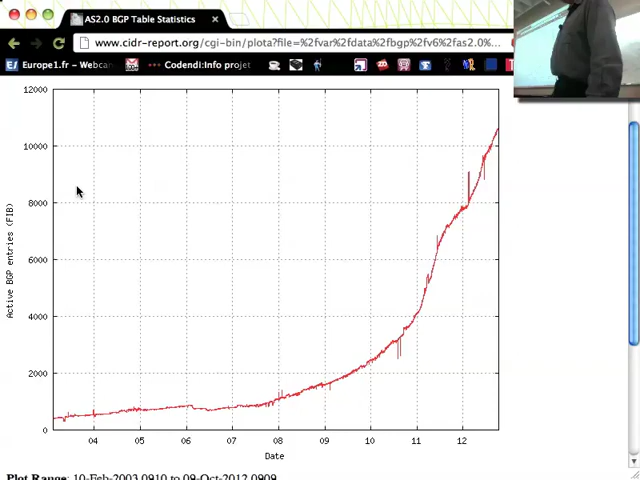 AS2.0 BGP Table Statistics
www.cidr-report.org/cgi-bin/plota?file=%2fvar%2fdata%2fbgp%2fv6%2fas2.0%...
Europe1.fr – Webcam
100+
Codendi:Info projet
12000
10000
8000
6000
4000
2000
0
Active BGP entries (FIB)
04 05 06 07 08 09 10 11 12
Date
Plot Range: 10-Feb-2003 0910 to 09-Oct-2012 0909